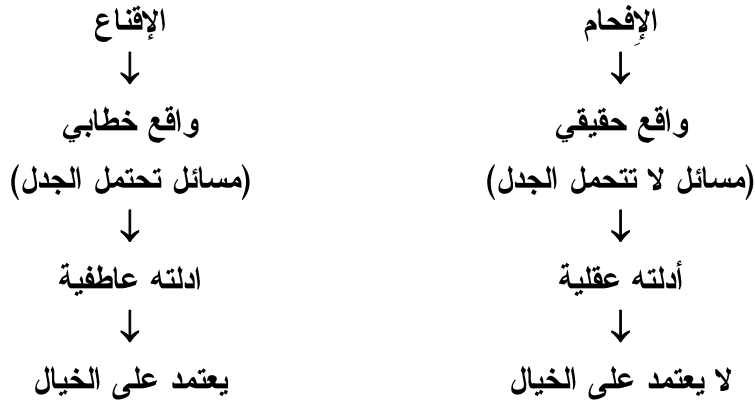 الإِفحام
↓
واقع حقيقي
(مسائل لا تتحمل الجدل)
↓
أدلته عقلية
↓
لا يعتمد على الخيال
الإقناع
↓
واقع خطابي
(مسائل تحتمل الجدل)
↓
ادلته عاطفية
↓
يعتمد على الخيال